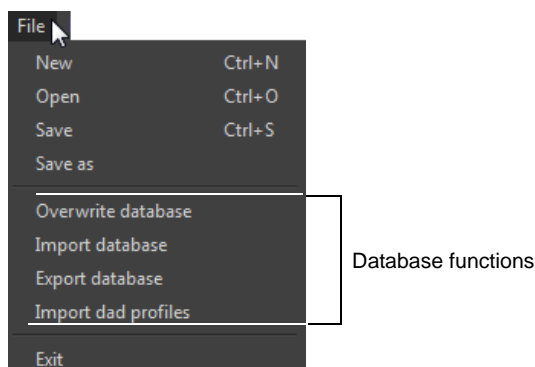 File
New Ctrl+N
Open Ctrl+O
Save Ctrl+S
Save as
Overwrite database
Import database
Export database
Import dad profiles
Database functions
Exit